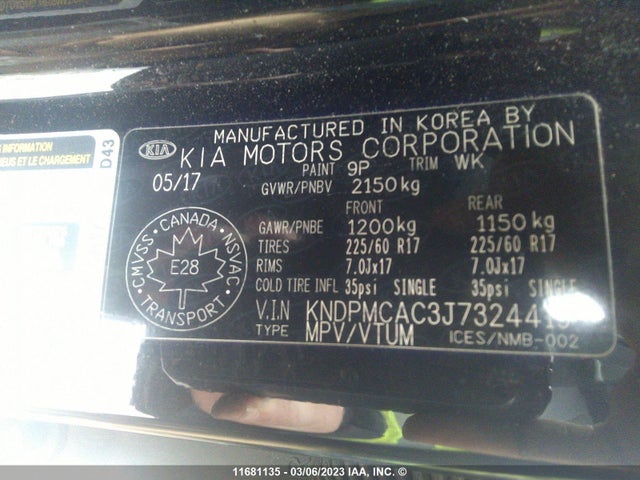 S INFORMATION
EUS ET LE CHARGEMENT
D43
MANUFACTURED IN KOREA BY
KIA KIA MOTORS CORPORATION
05/17 PAINT 9P TRIM WK
GVWR/PNBV 2150kg
FRONT REAR
GAWR/PNBE 1200kg 1150kg
TIRES 225/60 R17 225/60 R17
RIMS 7.0Jx17 7.0Jx17
COLD TIRE INFL 35psi SINGLE 35psi SINGLE
CANADA
CMVSS NSVAC
E28
TRANSPORT
V.I.N
TYPE MPV/VTUM ICES/NMB-002
11681135 - 03/06/2023 IAA, INC. ©